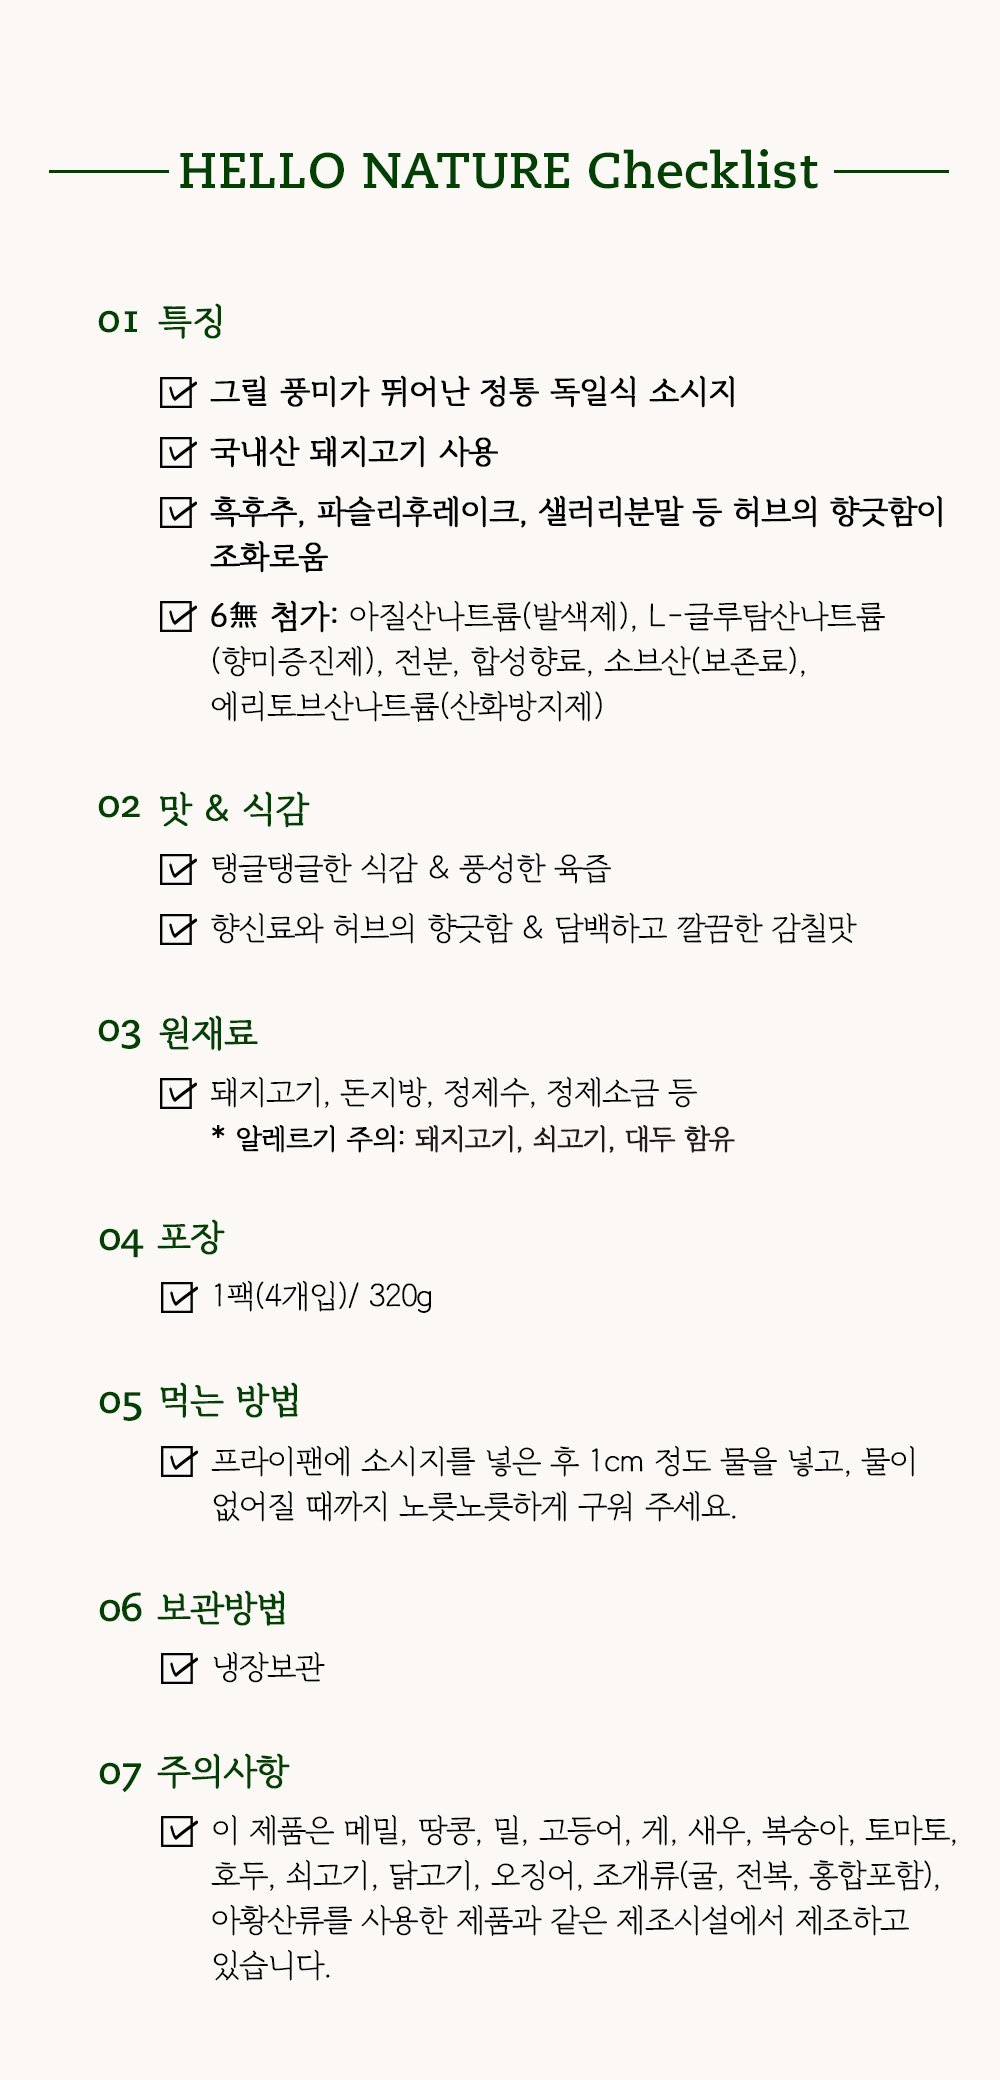 HELLO NATURE Checklist
01 특징
그릴 풍미가 뛰어난 정통 독일식 소시지
국내산 돼지고기 사용
흑후추, 파슬리후레이크, 샐러리분말 등 허브의 향긋함이
조화로움
6無 첨가: 아질산나트륨(발색제), L-글루탐산나트륨
(향미증진제), 전분, 합성향료, 소브산(보존료),
에리토브산나트륨(산화방지제)
02 맛 & 식감
탱글탱글한 식감 & 풍성한 육즙
향신료와 허브의 향긋함 & 담백하고 깔끔한 감칠맛
03 원재료
돼지고기, 돈지방, 정제수, 정제소금 등
* 알레르기 주의: 돼지고기, 쇠고기, 대두 함유
04 포장
1팩(4개입)/ 320g
05 먹는 방법
프라이팬에 소시지를 넣은 후 1cm 정도 물을 넣고, 물이
없어질 때까지 노릇노릇하게 구워 주세요.
06 보관방법
냉장보관
07 주의사항
이 제품은 메밀, 땅콩, 밀, 고등어, 게, 새우, 복숭아, 토마토,
호두, 쇠고기, 닭고기, 오징어, 조개류(굴, 전복, 홍합포함),
아황산류를 사용한 제품과 같은 제조시설에서 제조하고
있습니다.